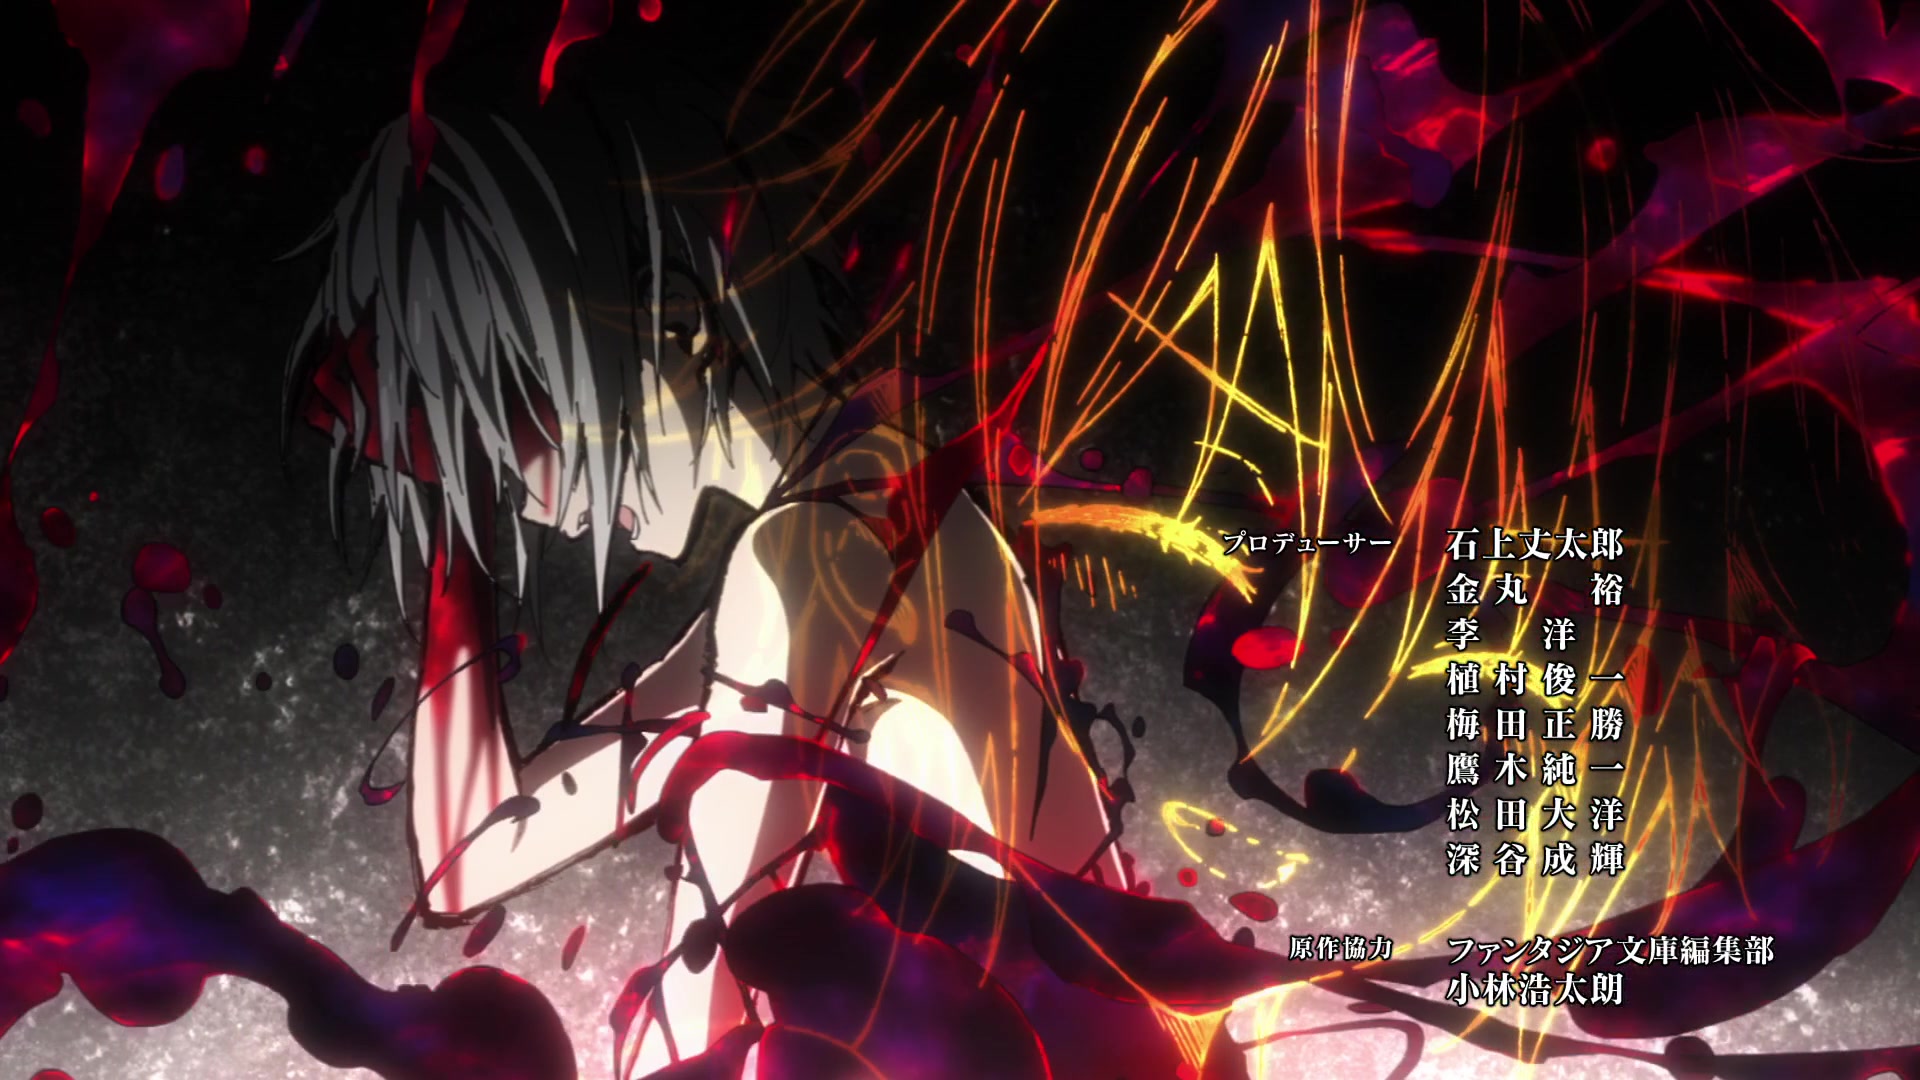 プロデューサー 石上丈太郎
金丸 裕
李 洋
植村俊一
梅田正勝
鷹木純一
松田大洋
深谷成輝
原作協力 ファンタジア文庫編集部
小林浩太朗